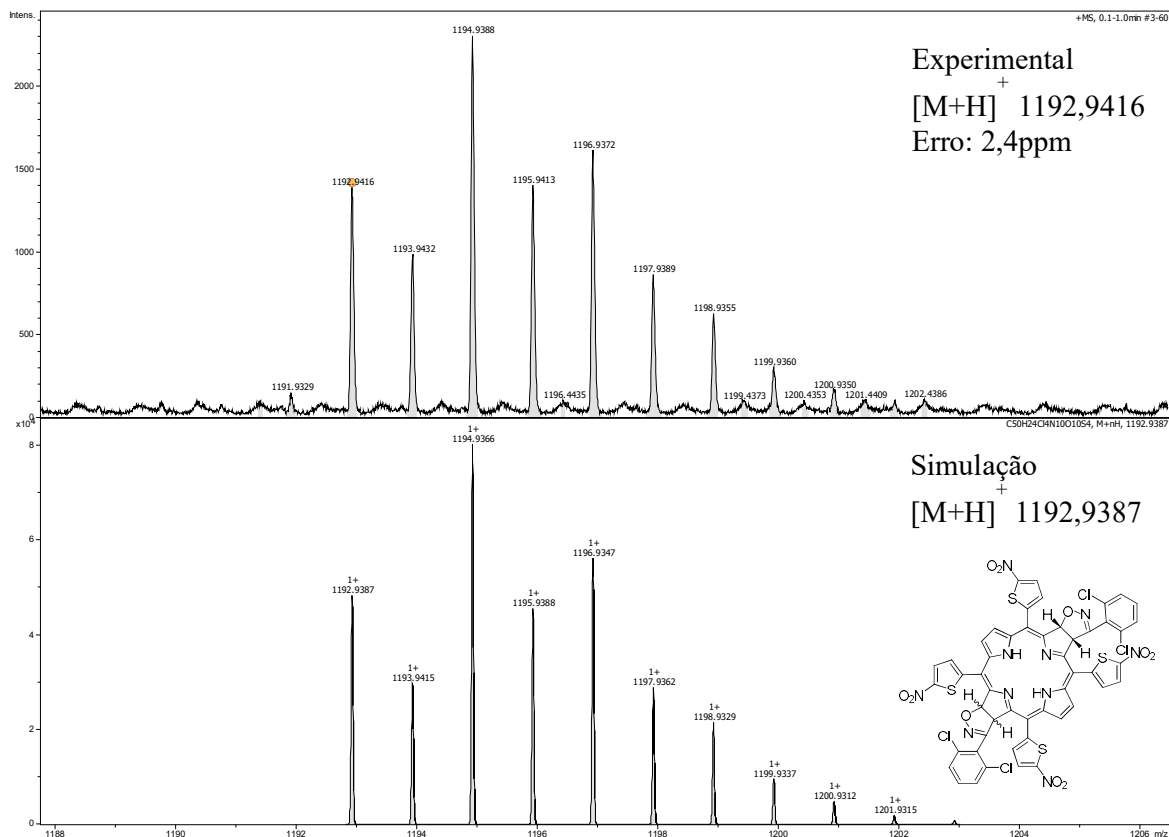 Intens.
+MS, 0.1-1.0min #3-60
Experimental
[M+H]+ 1192,9416
Erro: 2,4ppm
2000
1500
1000
500
0
1191.9329
1192.9416
1193.9432
1194.9388
1195.9413
1196.4435
1196.9372
1197.9389
1198.9355
1199.4373
1199.9360
1200.4353
1200.9350
1201.4409
1202.4386
x10^4
C50H24Cl4N10O10S4, M+nH, 1192.9387
Simulação
[M+H]+ 1192,9387
8
6
4
2
0
1+
1192.9387
1+
1193.9415
1+
1194.9366
1+
1195.9388
1+
1196.9347
1+
1197.9362
1+
1198.9329
1+
1199.9337
1+
1200.9312
1+
1201.9315
O2N
S
Cl
O
N
H
Cl
H
NH
N
S
NO2
O2N
S
N
HN
H
O
N
H
Cl
Cl
S
NO2
1188
1190
1192
1194
1196
1198
1200
1202
1204
1206 m/z